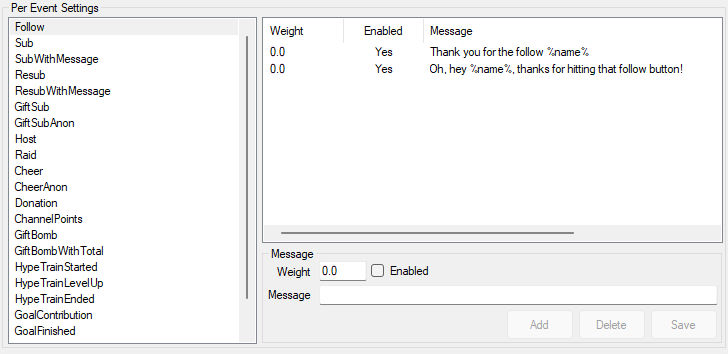 Per Event Settings
Follow
Sub
SubWithMessage
Resub
ResubWithMessage
GiftSub
GiftSubAnon
Host
Raid
Cheer
CheerAnon
Donation
ChannelPoints
GiftBomb
GiftBombWithTotal
HypeTrainStarted
HypeTrainLevelUp
HypeTrainEnded
GoalContribution
GoalFinished
Weight Enabled Message
0.0 Yes Thank you for the follow %name%
0.0 Yes Oh, hey %name%, thanks for hitting that follow button!
Message
Weight 0.0 Enabled
Message
Add Delete Save